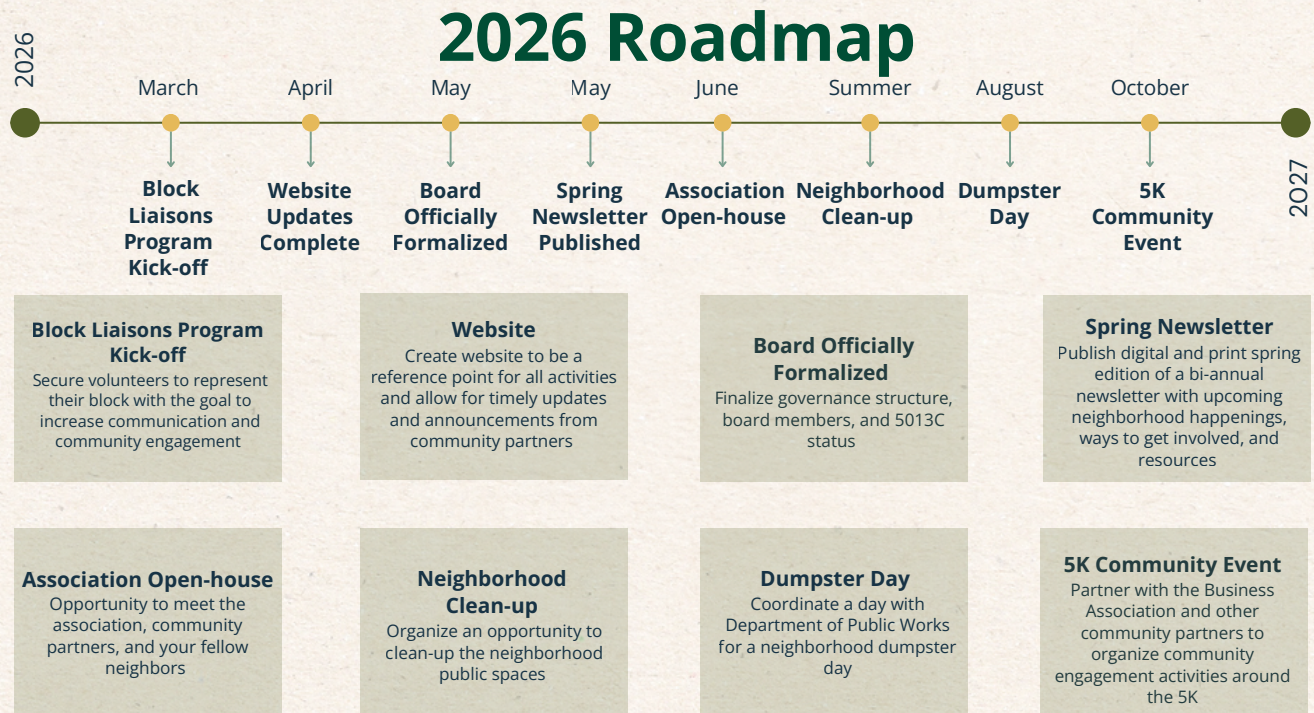 2026 Roadmap
2026
March
April
May
May
June
Summer
August
October
2027
Block
Liaisons
Program
Kick-off
Website
Updates
Complete
Board
Officially
Formalized
Spring
Newsletter
Published
Association
Open-house
Neighborhood
Clean-up
Dumpster
Day
5K
Community
Event
Block Liaisons Program
Kick-off
Secure volunteers to represent
their block with the goal to
increase communication and
community engagement
Website
Create website to be a
reference point for all activities
and allow for timely updates
and announcements from
community partners
Board Officially
Formalized
Finalize governance structure,
board members, and 5013C
status
Spring Newsletter
Publish digital and print spring
edition of a bi-annual
newsletter with upcoming
neighborhood happenings,
ways to get involved, and
resources
Association Open-house
Opportunity to meet the
association, community
partners, and your fellow
neighbors
Neighborhood
Clean-up
Organize an opportunity to
clean-up the neighborhood
public spaces
Dumpster Day
Coordinate a day with
Department of Public Works
for a neighborhood dumpster
day
5K Community Event
Partner with the Business
Association and other
community partners to
organize community
engagement activities around
the 5K